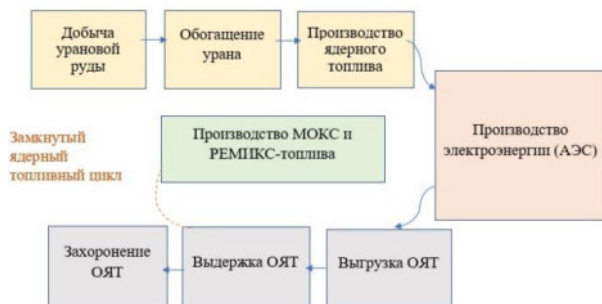 Добыча
урановой
руды
Обогащение
урана
Производство
ядерного
топлива
Производство
электроэнергии (АЭС)
Замкнутый
ядерный
топливный цикл
Производство МОКС и
РЕМИКС-топлива
Захоронение
ОЯТ
Выдержка ОЯТ
Выгрузка ОЯТ